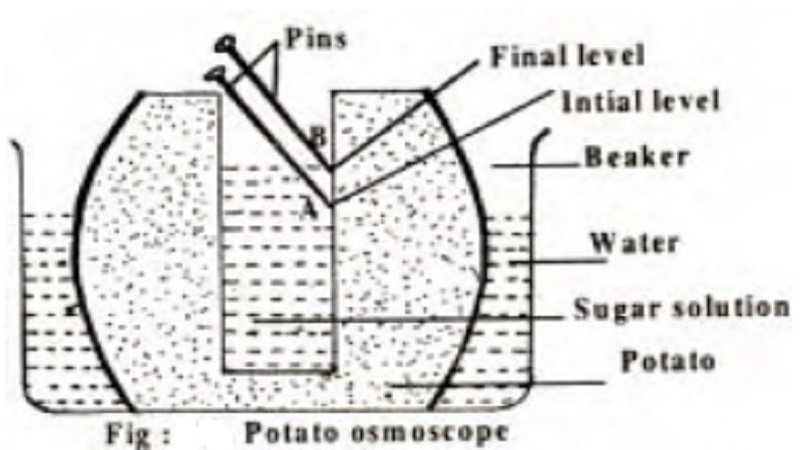 Pins
Final level
Intial level
B
Beaker
A
Water
Sugar solution
Potato
Fig : Potato osmoscope